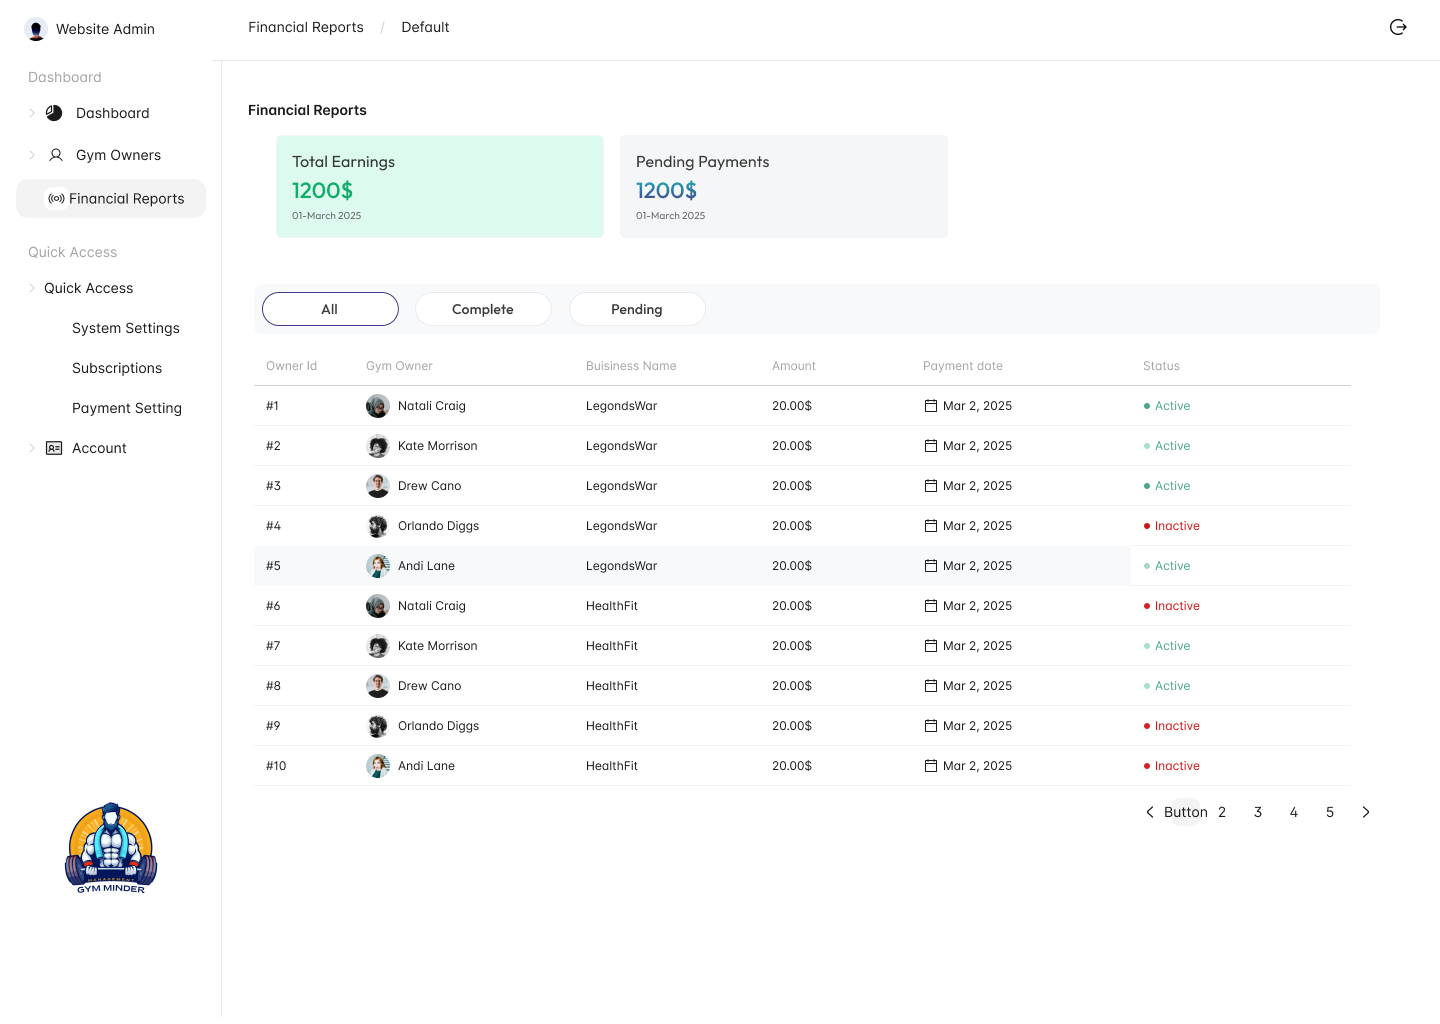 Website Admin
Financial Reports / Default
Dashboard
Dashboard
Gym Owners
Financial Reports
Quick Access
Quick Access
System Settings
Subscriptions
Payment Setting
Account
MANAGEMENT
GYM MINDER
Financial Reports
Total Earnings
1200$
01-March 2025
Pending Payments
1200$
01-March 2025
All Complete Pending
Owner Id Gym Owner Buisiness Name Amount Payment date Status
#1 Natali Craig LegondsWar 20.00$ Mar 2, 2025 Active
#2 Kate Morrison LegondsWar 20.00$ Mar 2, 2025 Active
#3 Drew Cano LegondsWar 20.00$ Mar 2, 2025 Active
#4 Orlando Diggs LegondsWar 20.00$ Mar 2, 2025 Inactive
#5 Andi Lane LegondsWar 20.00$ Mar 2, 2025 Active
#6 Natali Craig HealthFit 20.00$ Mar 2, 2025 Inactive
#7 Kate Morrison HealthFit 20.00$ Mar 2, 2025 Active
#8 Drew Cano HealthFit 20.00$ Mar 2, 2025 Active
#9 Orlando Diggs HealthFit 20.00$ Mar 2, 2025 Inactive
#10 Andi Lane HealthFit 20.00$ Mar 2, 2025 Inactive
Button 2 3 4 5